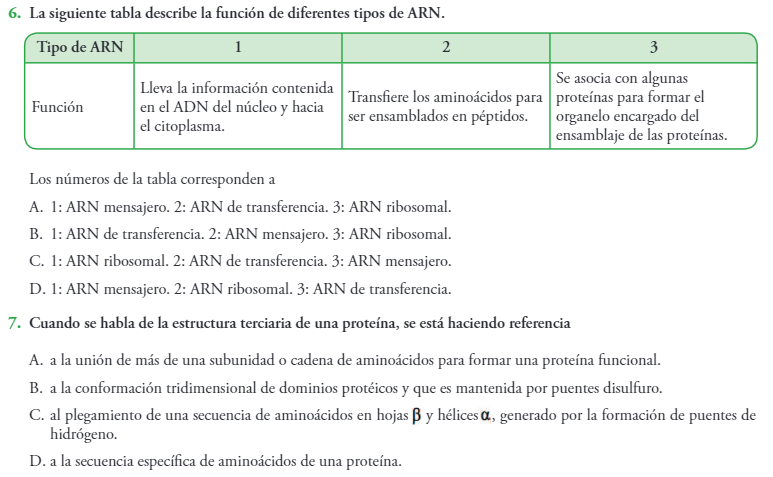 6. La siguiente tabla describe la función de diferentes tipos de ARN.
Tipo de ARN 1 2 3
Función
Lleva la información contenida
en el ADN del núcleo y hacia
el citoplasma.
Transfiere los aminoácidos para
ser ensamblados en péptidos.
Se asocia con algunas
proteínas para formar el
organelo encargado del
ensamblaje de las proteínas.
Los números de la tabla corresponden a
A. 1: ARN mensajero. 2: ARN de transferencia. 3: ARN ribosomal.
B. 1: ARN de transferencia. 2: ARN mensajero. 3: ARN ribosomal.
C. 1: ARN ribosomal. 2: ARN de transferencia. 3: ARN mensajero.
D. 1: ARN mensajero. 2: ARN ribosomal. 3: ARN de transferencia.
7. Cuando se habla de la estructura terciaria de una proteína, se está haciendo referencia
A. a la unión de más de una subunidad o cadena de aminoácidos para formar una proteína funcional.
B. a la conformación tridimensional de dominios protéicos y que es mantenida por puentes disulfuro.
C. al plegamiento de una secuencia de aminoácidos en hojas β y hélices α, generado por la formación de puentes de
hidrógeno.
D. a la secuencia específica de aminoácidos de una proteína.